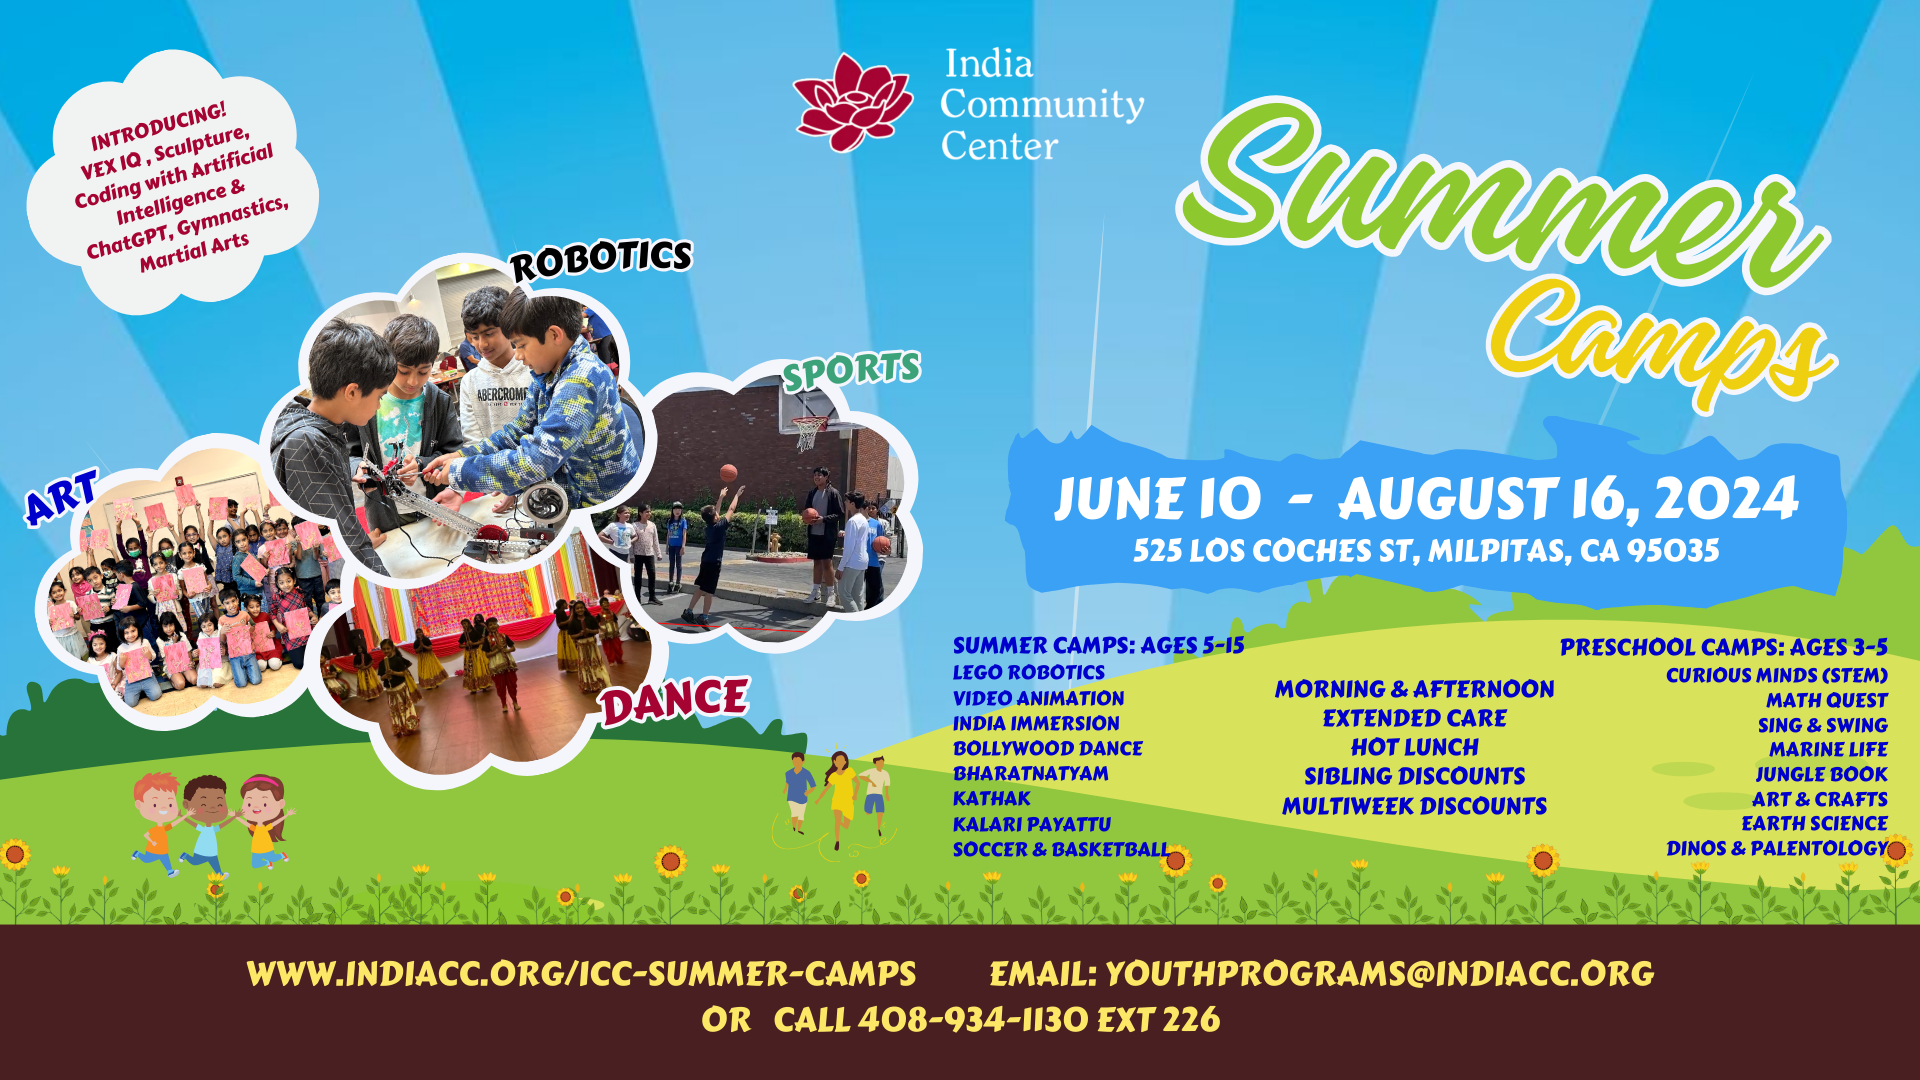 India
Community
Center
INTRODUCING!
VEX IQ , Sculpture,
Coding with Artificial
Intelligence &
ChatGPT, Gymnastics,
Martial Arts
Summer
Camps
ROBOTICS
ABERCROM
SPORTS
ART
DANCE
JUNE 10 - AUGUST 16, 2024
525 LOS COCHES ST, MILPITAS, CA 95035
SUMMER CAMPS: AGES 5-15
LEGO ROBOTICS
VIDEO ANIMATION
INDIA IMMERSION
BOLLYWOOD DANCE
BHARATNATYAM
KATHAK
KALARI PAYATTU
SOCCER & BASKETBALL
MORNING & AFTERNOON
EXTENDED CARE
HOT LUNCH
SIBLING DISCOUNTS
MULTIWEEK DISCOUNTS
PRESCHOOL CAMPS: AGES 3-5
CURIOUS MINDS (STEM)
MATH QUEST
SING & SWING
MARINE LIFE
JUNGLE BOOK
ART & CRAFTS
EARTH SCIENCE
DINOS & PALENTOLOGY
WWW.INDIACC.ORG/ICC-SUMMER-CAMPS EMAIL: YOUTHPROGRAMS@INDIACC.ORG
OR CALL 408-934-1130 EXT 226